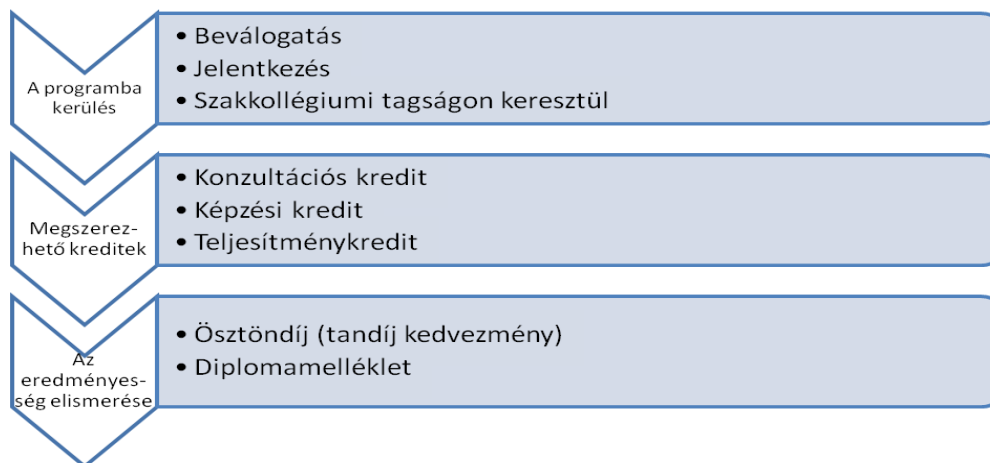 A programba
kerülés
• Beválogatás
• Jelentkezés
• Szakkollégiumi tagságon keresztül
Megszerez-
hető kreditek
• Konzultációs kredit
• Képzési kredit
• Teljesítménykredit
Az
eredményes-
ség elismerése
• Ösztöndíj (tandíj kedvezmény)
• Diplomamelléklet